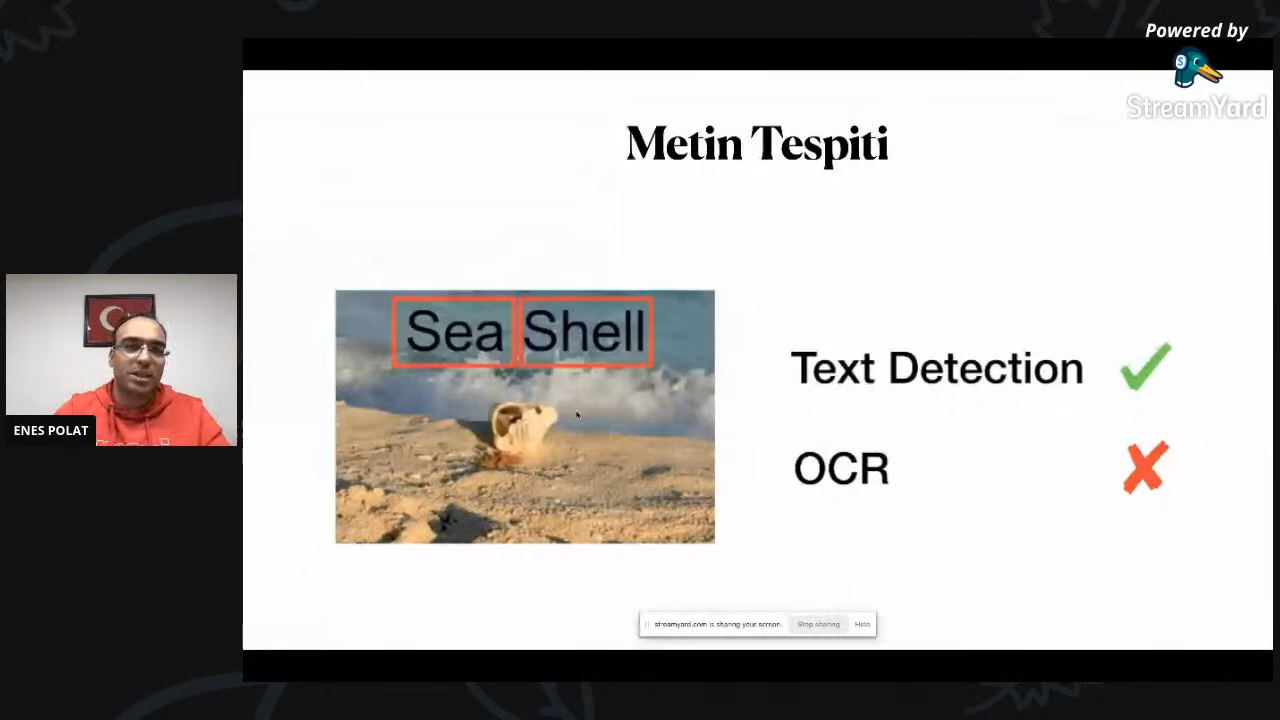 Powered by
StreamYard
Metin Tespiti
Sea Shell
Text Detection
OCR
ENES POLAT
streamyard.com is sharing your screen.
Stop sharing
Hide